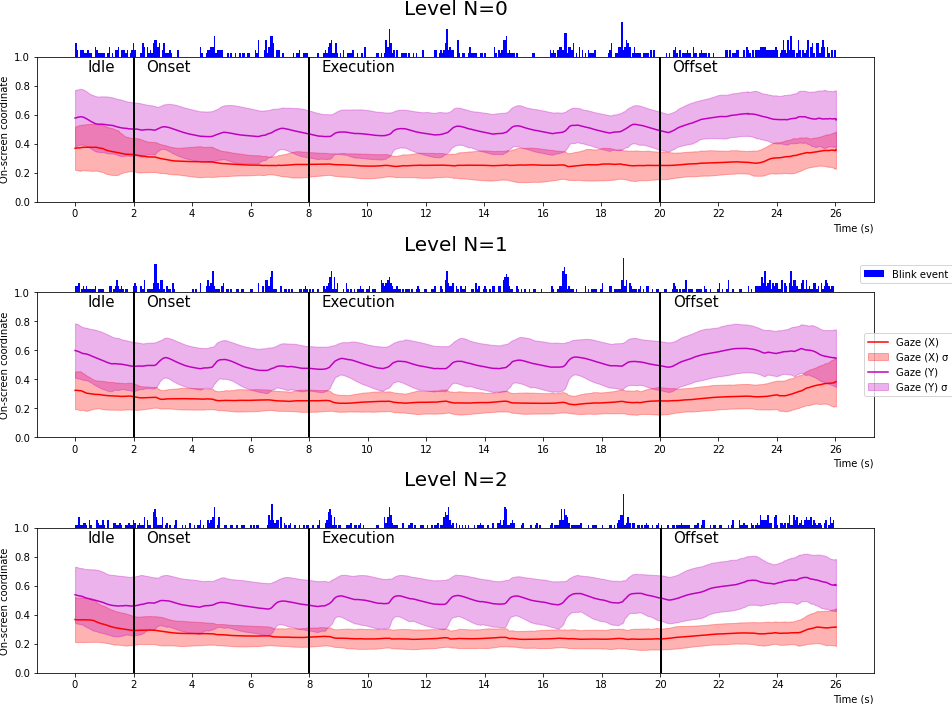 Level N=0
Idle Onset Execution Offset
On-screen coordinate
1.0
0.8
0.6
0.4
0.2
0.0
0 2 4 6 8 10 12 14 16 18 20 22 24 26
Time (s)
Level N=1
Blink event
Idle Onset Execution Offset
On-screen coordinate
1.0
0.8
0.6
0.4
0.2
0.0
Gaze (X)
Gaze (X) σ
Gaze (Y)
Gaze (Y) σ
0 2 4 6 8 10 12 14 16 18 20 22 24 26
Time (s)
Level N=2
Idle Onset Execution Offset
On-screen coordinate
1.0
0.8
0.6
0.4
0.2
0.0
0 2 4 6 8 10 12 14 16 18 20 22 24 26
Time (s)